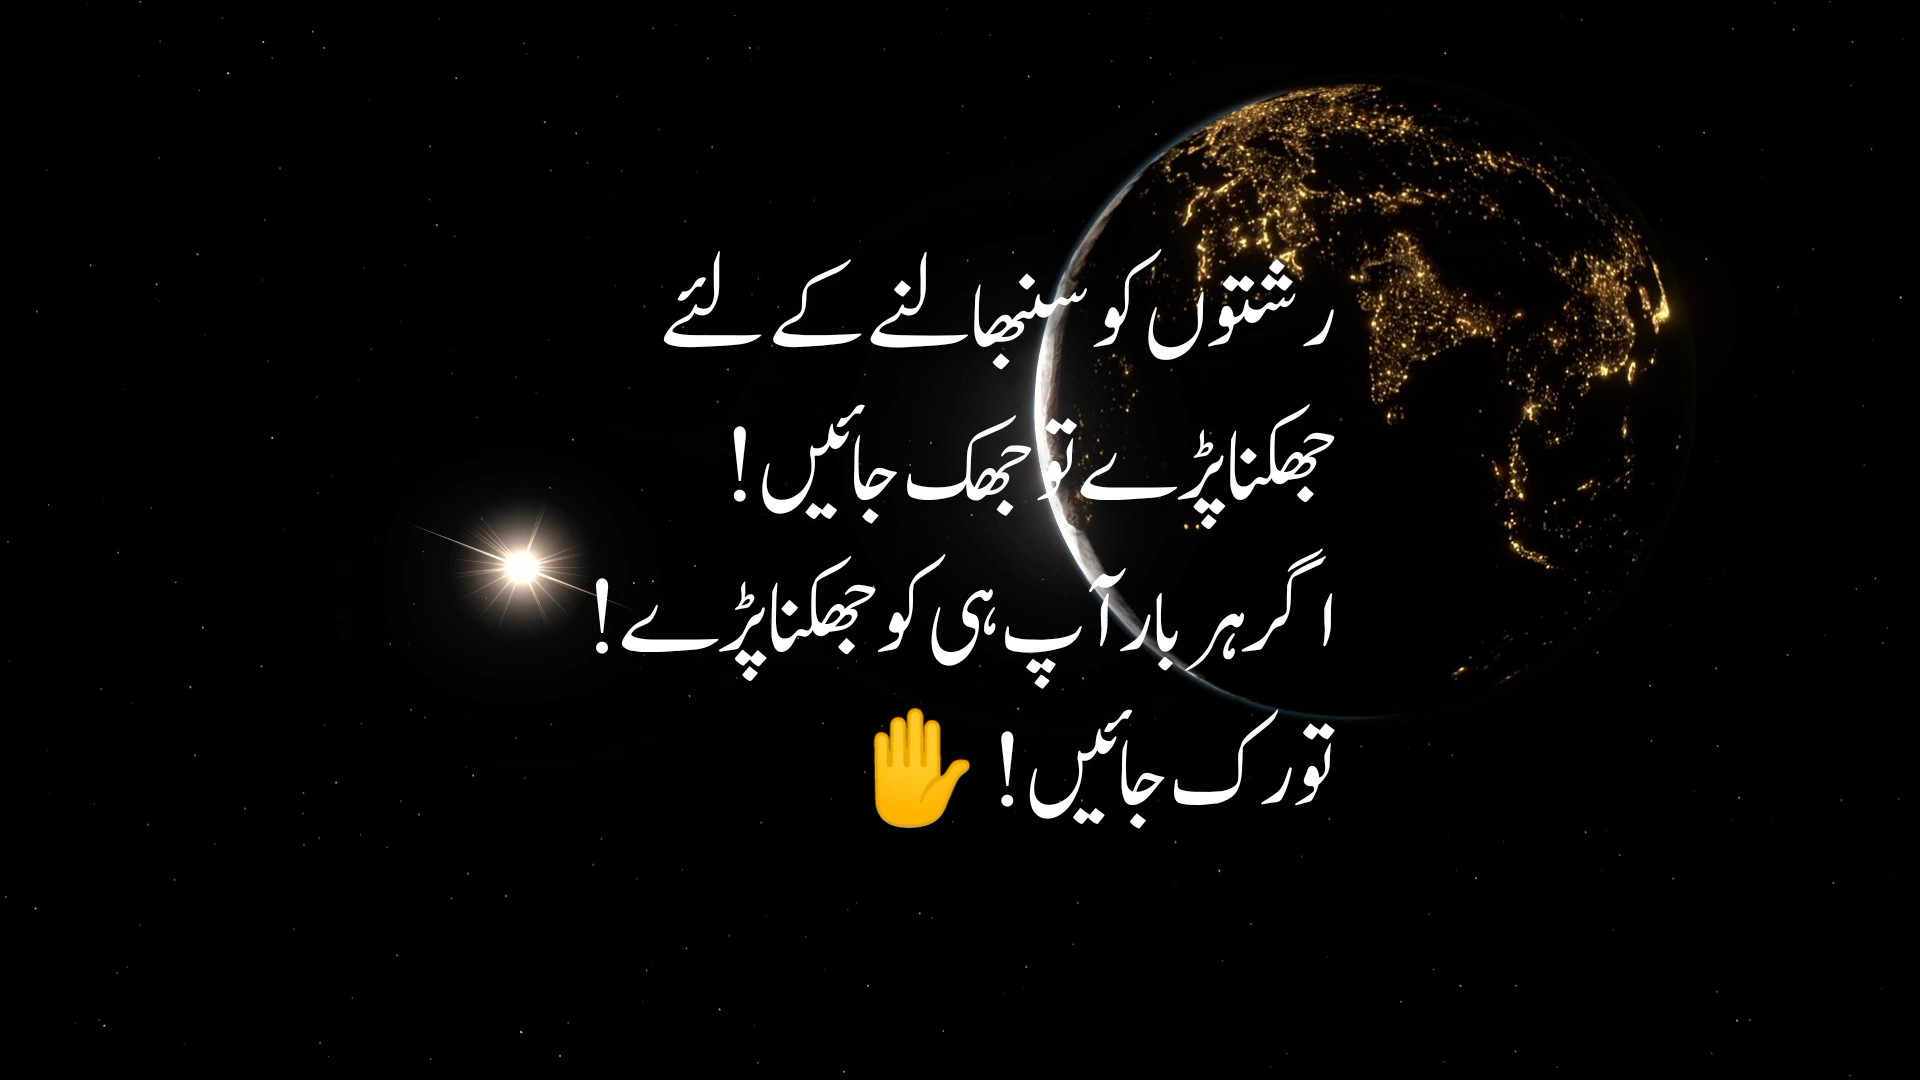 رشتوں کو سنبھالنے کے لئے
جھکنا پڑے تو جھک جائیں!
اگر ہر بار آپ ہی کو جھکنا پڑے!
تو رک جائیں! ✋